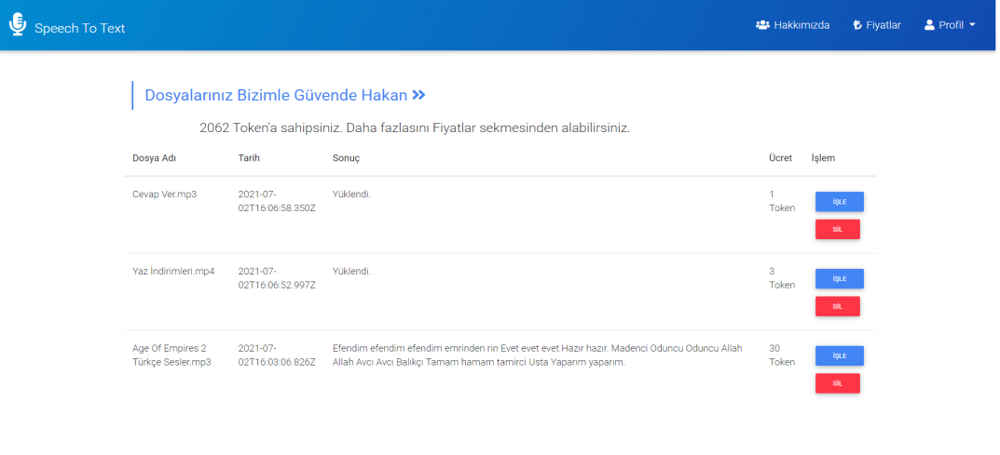 Speech To Text
Hakkımızda
Fiyatlar
Profil
Dosyalarınız Bizimle Güvende Hakan
2062 Token'a sahipsiniz. Daha fazlasını Fiyatlar sekmesinden alabilirsiniz.
Dosya Adı Tarih Sonuç Ücret İşlem
Cevap Ver.mp3 2021-07- Yüklendi. 1
02T16:06:58.350Z Token
İŞLE
SİL
Yaz İndirimleri.mp4 2021-07- Yüklendi. 3
02T16:06:52.997Z Token
İŞLE
SİL
Age Of Empires 2 2021-07- Efendim efendim efendim emrinden rin Evet evet evet Hazır hazır. Madenci Oduncu Oduncu Allah 30
Türkçe Sesler.mp3 02T16:03:06.826Z Allah Avcı Avcı Balıkçı Tamam hamam tamirci Usta Yaparım yaparım. Token
İŞLE
SİL